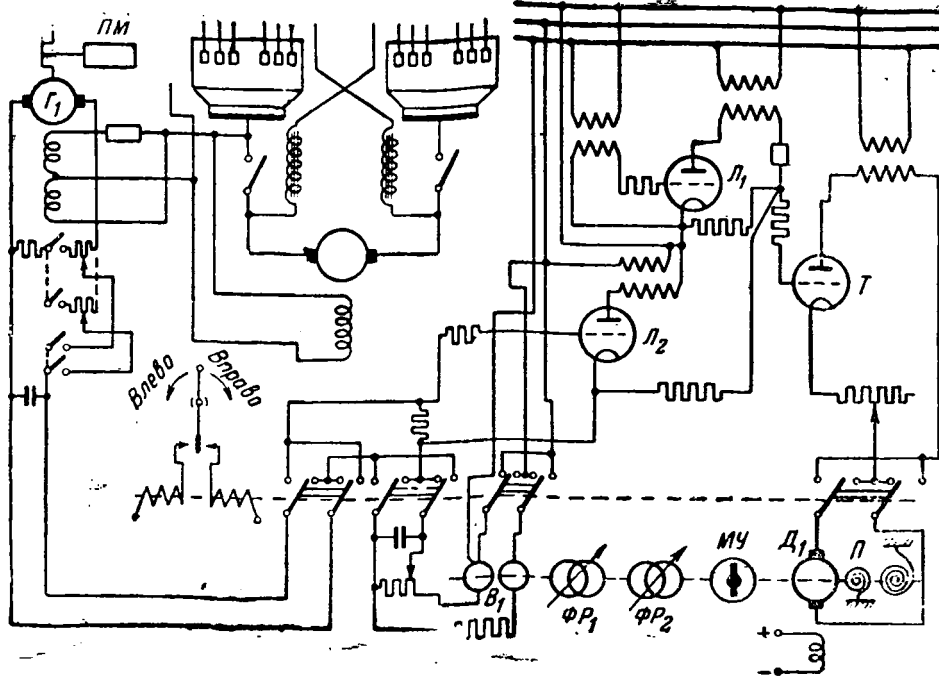 ПМ
Г1
Л1
Т
Л2
Влево
Вправо
В1
ФР1
ФР2
МУ
Д1
П
+
-